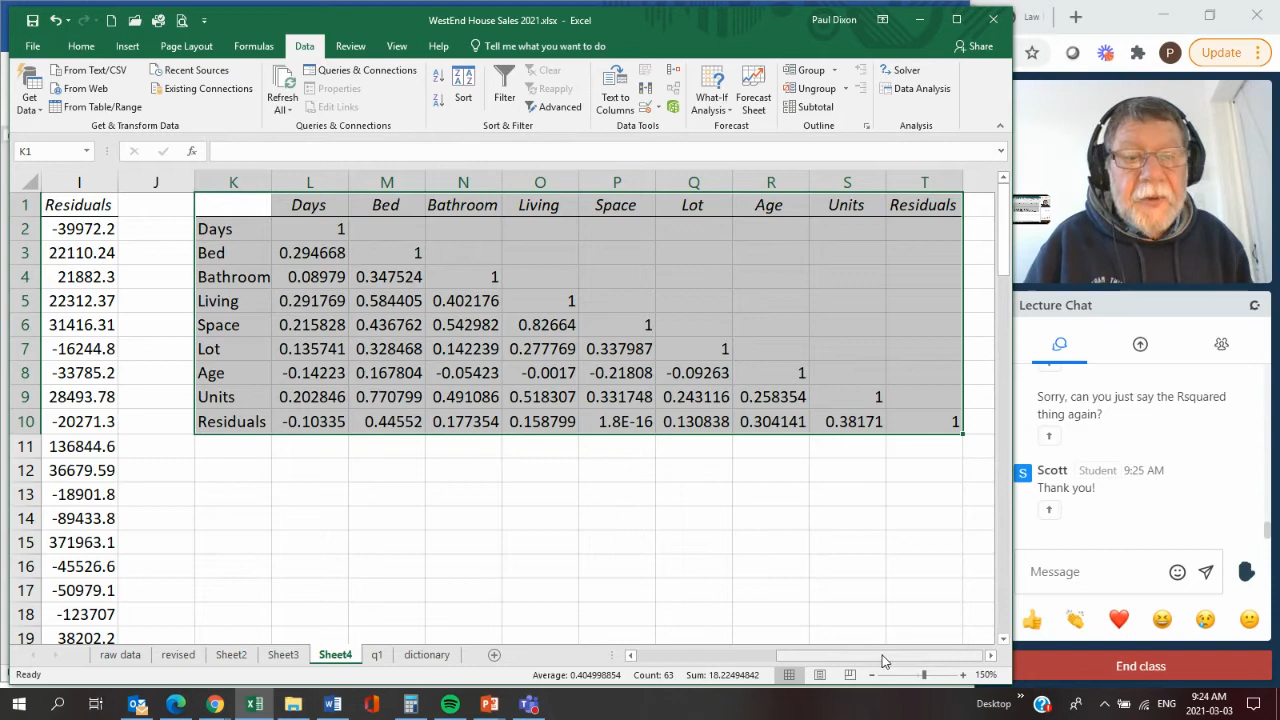 WestEnd House Sales 2021.xlsx - Excel
Paul Dixon
Law
File Home Insert Page Layout Formulas Data Review View Help Tell me what you want to do Share
P Update
Get Data
From Text/CSV
From Web
From Table/Range
Recent Sources
Existing Connections
Get & Transform Data
Refresh All
Queries & Connections
Properties
Edit Links
Queries & Connections
Sort
Filter
Clear
Reapply
Advanced
Sort & Filter
Text to Columns
Data Tools
What-If Analysis
Forecast Sheet
Forecast
Group
Ungroup
Subtotal
Outline
Solver
Data Analysis
Analysis
K1
fx
I J K L M N O P Q R S T
1 Residuals Days Bed Bathroom Living Space Lot Age Units Residuals
2 -39972.2 Days 1
3 22110.24 Bed 0.294668 1
4 21882.3 Bathroom 0.08979 0.347524 1
5 22312.37 Living 0.291769 0.584405 0.402176 1
6 31416.31 Space 0.215828 0.436762 0.542982 0.82664 1
7 -16244.8 Lot 0.135741 0.328468 0.142239 0.277769 0.337987 1
8 -33785.2 Age -0.14223 0.167804 -0.05423 -0.0017 -0.21808 -0.09263 1
9 28493.78 Units 0.202846 0.770799 0.491086 0.518307 0.331748 0.243116 0.258354 1
10 -20271.3 Residuals -0.10335 0.44552 0.177354 0.158799 1.8E-16 0.130838 0.304141 0.38171 1
11 136844.6
12 36679.59
13 -18901.8
14 -89433.8
15 371963.1
16 -45526.6
17 -50979.1
18 -123707
19 38202.2
raw data revised Sheet2 Sheet3 Sheet4 q1 dictionary
Ready
Average: 0.404998854 Count: 63 Sum: 18.22494842
150%
Lecture Chat
Sorry, can you just say the Rsquared
thing again?
S Scott Student 9:25 AM
Thank you!
Message
End class
Desktop
ENG
9:24 AM
2021-03-03